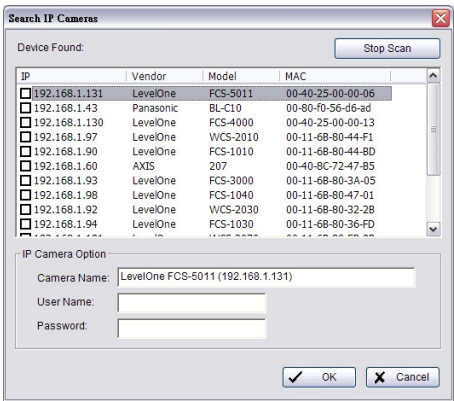 Search IP Cameras
Device Found:
Stop Scan
IP Vendor Model MAC
192.168.1.131 LevelOne FCS-5011 00-40-25-00-00-06
192.168.1.43 Panasonic BL-C10 00-80-f0-56-d6-ad
192.168.1.130 LevelOne FCS-4000 00-40-25-00-00-13
192.168.1.97 LevelOne WCS-2010 00-11-6B-80-44-F1
192.168.1.90 LevelOne FCS-1010 00-11-6B-80-44-BD
192.168.1.60 AXIS 207 00-40-8C-72-47-B5
192.168.1.93 LevelOne FCS-3000 00-11-6B-80-3A-05
192.168.1.98 LevelOne FCS-1040 00-11-6B-80-47-01
192.168.1.92 LevelOne WCS-2030 00-11-6B-80-32-2B
192.168.1.94 LevelOne FCS-1030 00-11-6B-80-36-FD
IP Camera Option
Camera Name: LevelOne FCS-5011 (192.168.1.131)
User Name:
Password:
OK Cancel